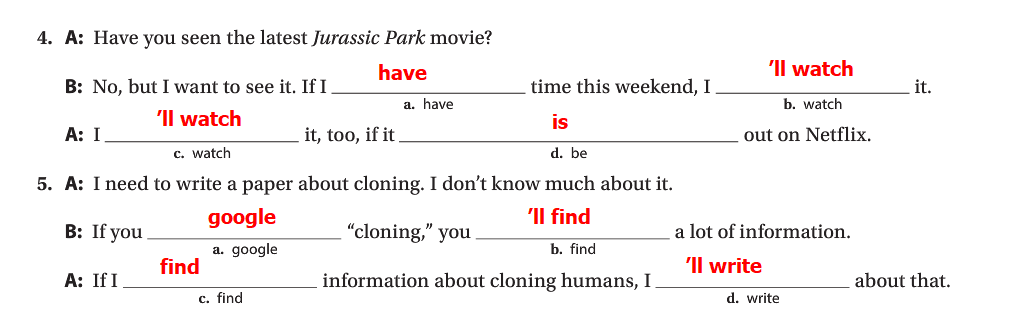 4. A: Have you seen the latest Jurassic Park movie?
B: No, but I want to see it. If I have time this weekend, I ’ll watch it.
a. have b. watch
A: I ’ll watch it, too, if it is out on Netflix.
c. watch d. be
5. A: I need to write a paper about cloning. I don’t know much about it.
B: If you google “cloning,” you ’ll find a lot of information.
a. google b. find
A: If I find information about cloning humans, I ’ll write about that.
c. find d. write